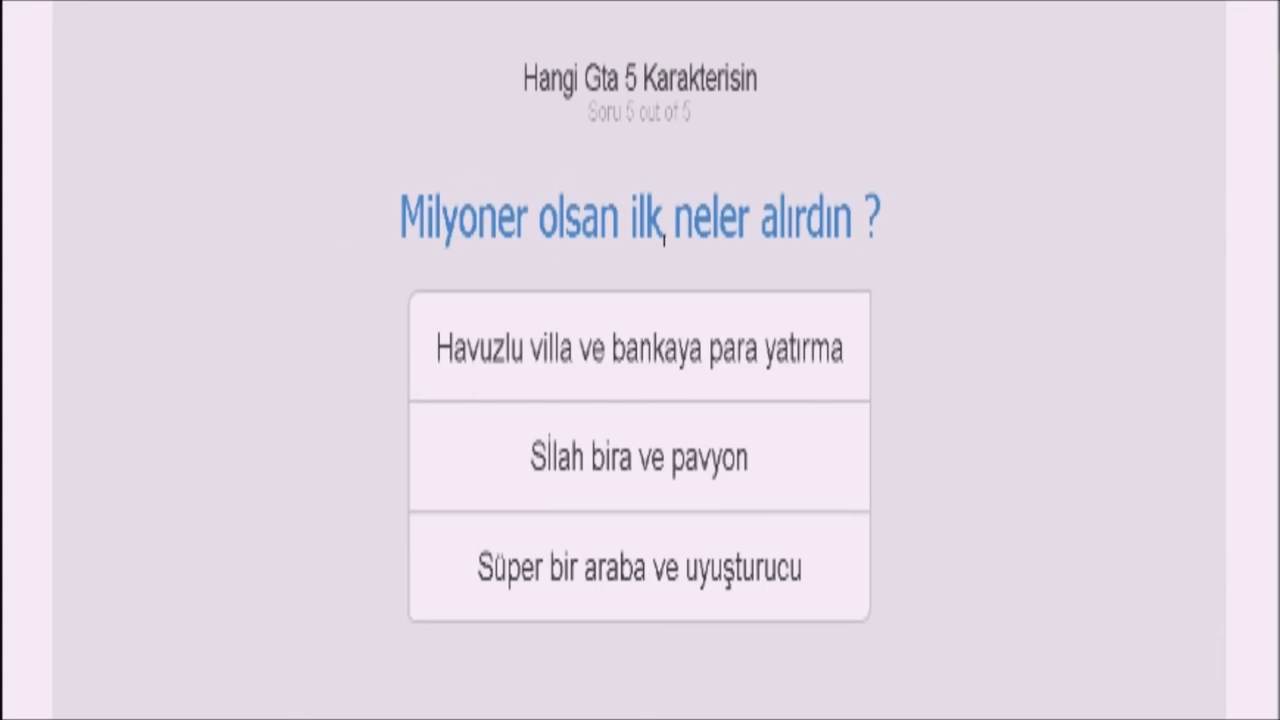 Hangi Gta 5 Karakterisin
Soru 5 out of 5
Milyoner olsan ilk, neler alırdın ?
Havuzlu villa ve bankaya para yatırma
Sİlah bira ve pavyon
Süper bir araba ve uyuşturucu